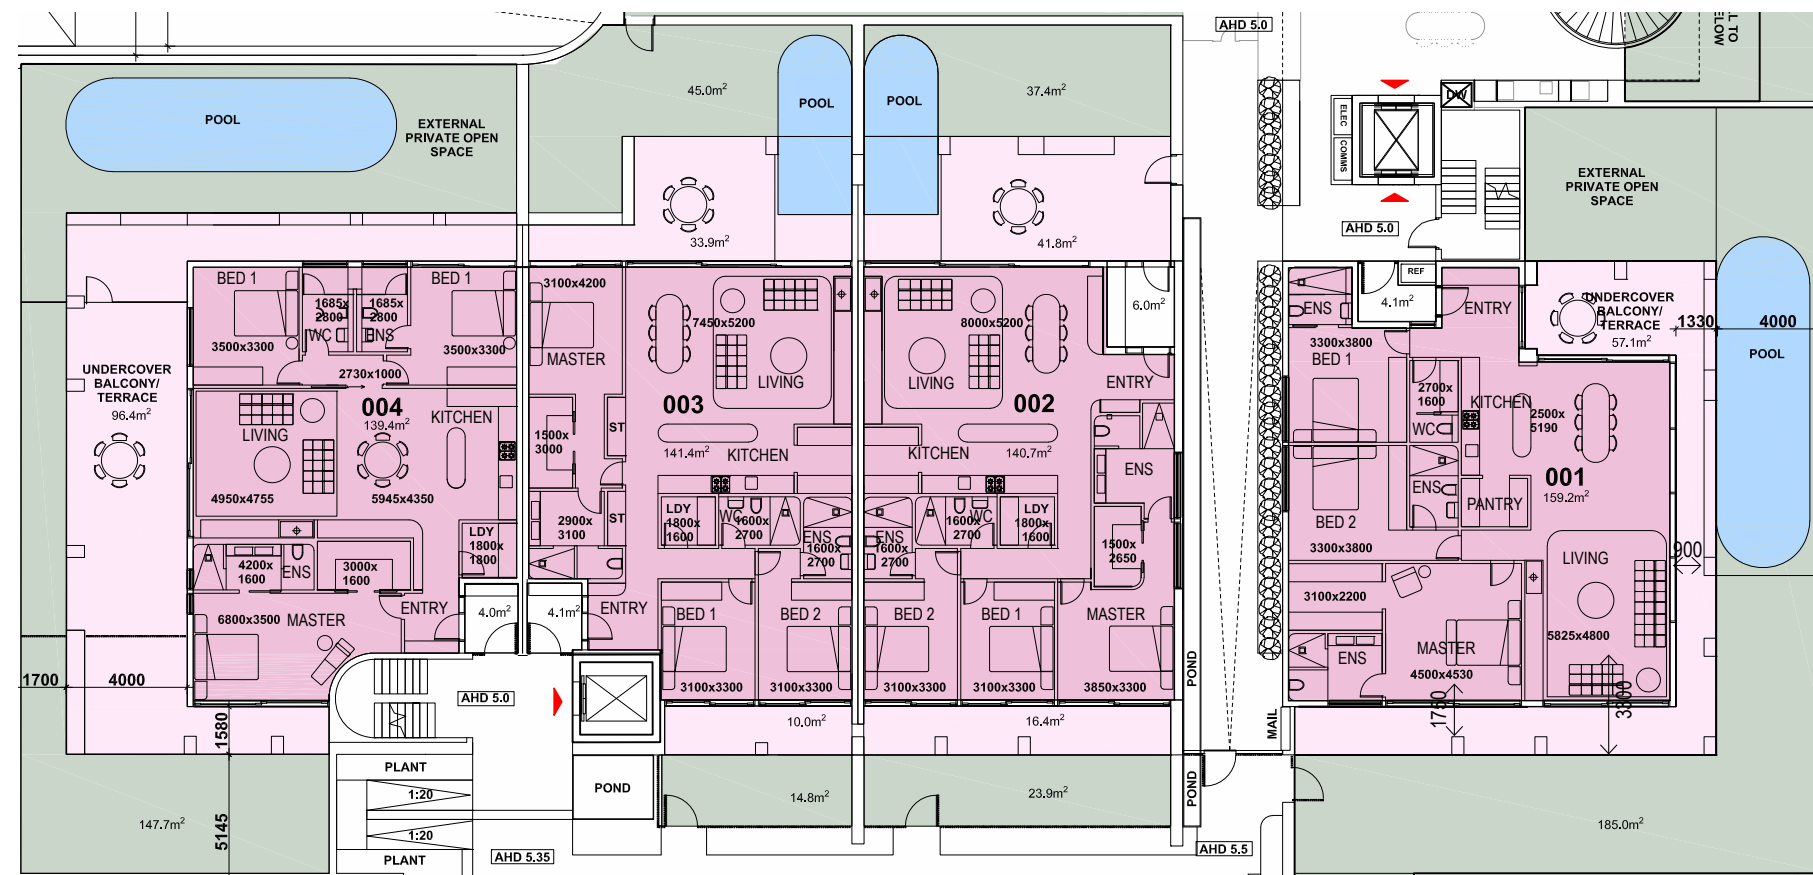 AHD 5.0
L TO
ELOW
POOL
EXTERNAL
PRIVATE OPEN
SPACE
45.0m²
POOL
POOL
37.4m²
ELEC
COMMS
DW
AHD 5.0
EXTERNAL
PRIVATE OPEN
SPACE
33.9m²
41.8m²
BED 1
1685x
2800
WC
3500x3300
1685x
2800
ENS
BED 1
3500x3300
2730x1000
UNDERCOVER
BALCONY/
TERRACE
96.4m²
004
139.4m²
KITCHEN
LIVING
4950x4755
5945x4350
LDY
1800x
1800
4200x
1600
ENS
3000x
1600
ENTRY
6800x3500
MASTER
4.0m²
4.1m²
3100x4200
MASTER
7450x5200
LIVING
003
141.4m²
KITCHEN
1500x
3000
ST
2900x
3100
ST
LDY
1800x
1600
WC
1600x
2700
ENS
1600x
2700
ENTRY
BED 1
3100x3300
BED 2
3100x3300
8000x5200
LIVING
002
140.7m²
KITCHEN
ENTRY
6.0m²
ENS
ENS
1600x
2700
1600x
2700
WC
LDY
1800x
1600
1500x
2650
BED 2
3100x3300
BED 1
3100x3300
MASTER
3850x3300
REF
4.1m²
ENS
ENTRY
3300x3800
BED 1
2700x
1600
WC
KITCHEN
2500x
5190
UNDERCOVER
BALCONY/
TERRACE
57.1m²
1330
4000
POOL
001
159.2m²
ENS
PANTRY
BED 2
3300x3800
LIVING
900
3100x2200
5825x4800
ENS
MASTER
4500x4530
1750
3300
1700
4000
1580
AHD 5.0
10.0m²
16.4m²
POND
MAIL
PLANT
1:20
1:20
PLANT
POND
14.8m²
23.9m²
POND
147.7m²
5145
AHD 5.35
AHD 5.5
185.0m²